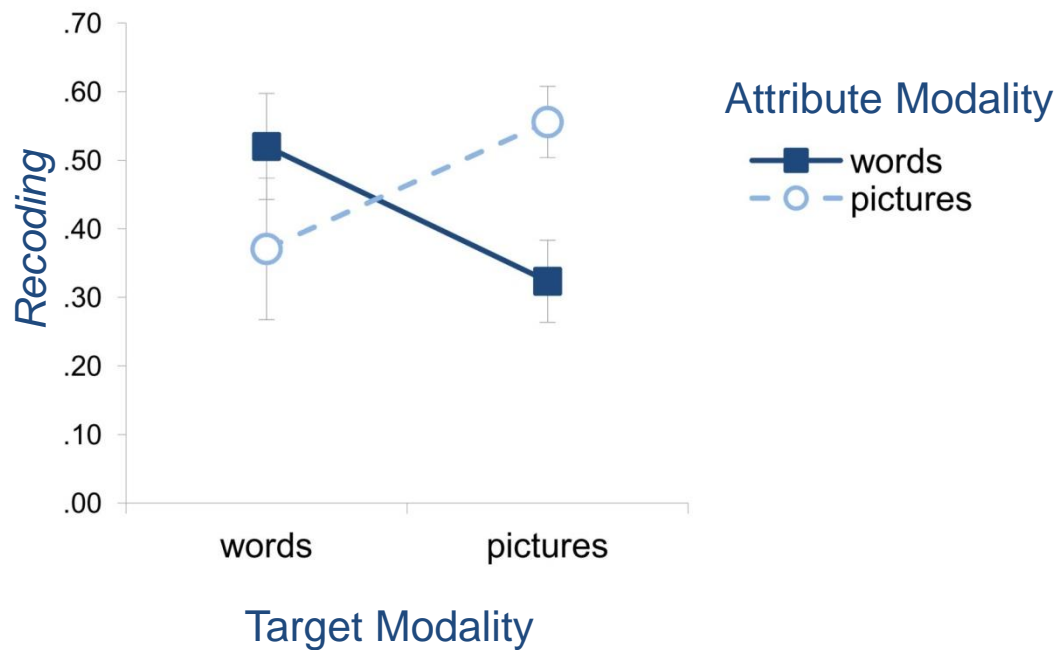 .70
.60
.50
.40
.30
.20
.10
.00
Recoding
words
pictures
Target Modality
Attribute Modality
words
pictures